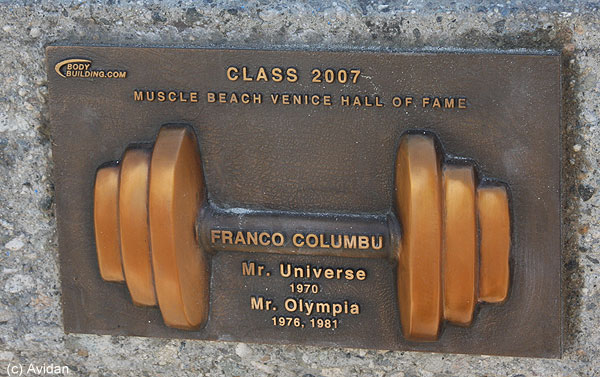 BODY
BUILDING.COM
CLASS 2007
MUSCLE BEACH VENICE HALL OF FAME
FRANCO COLUMBU
Mr. Universe
1970
Mr. Olympia
1976, 1981
(c) Avidan